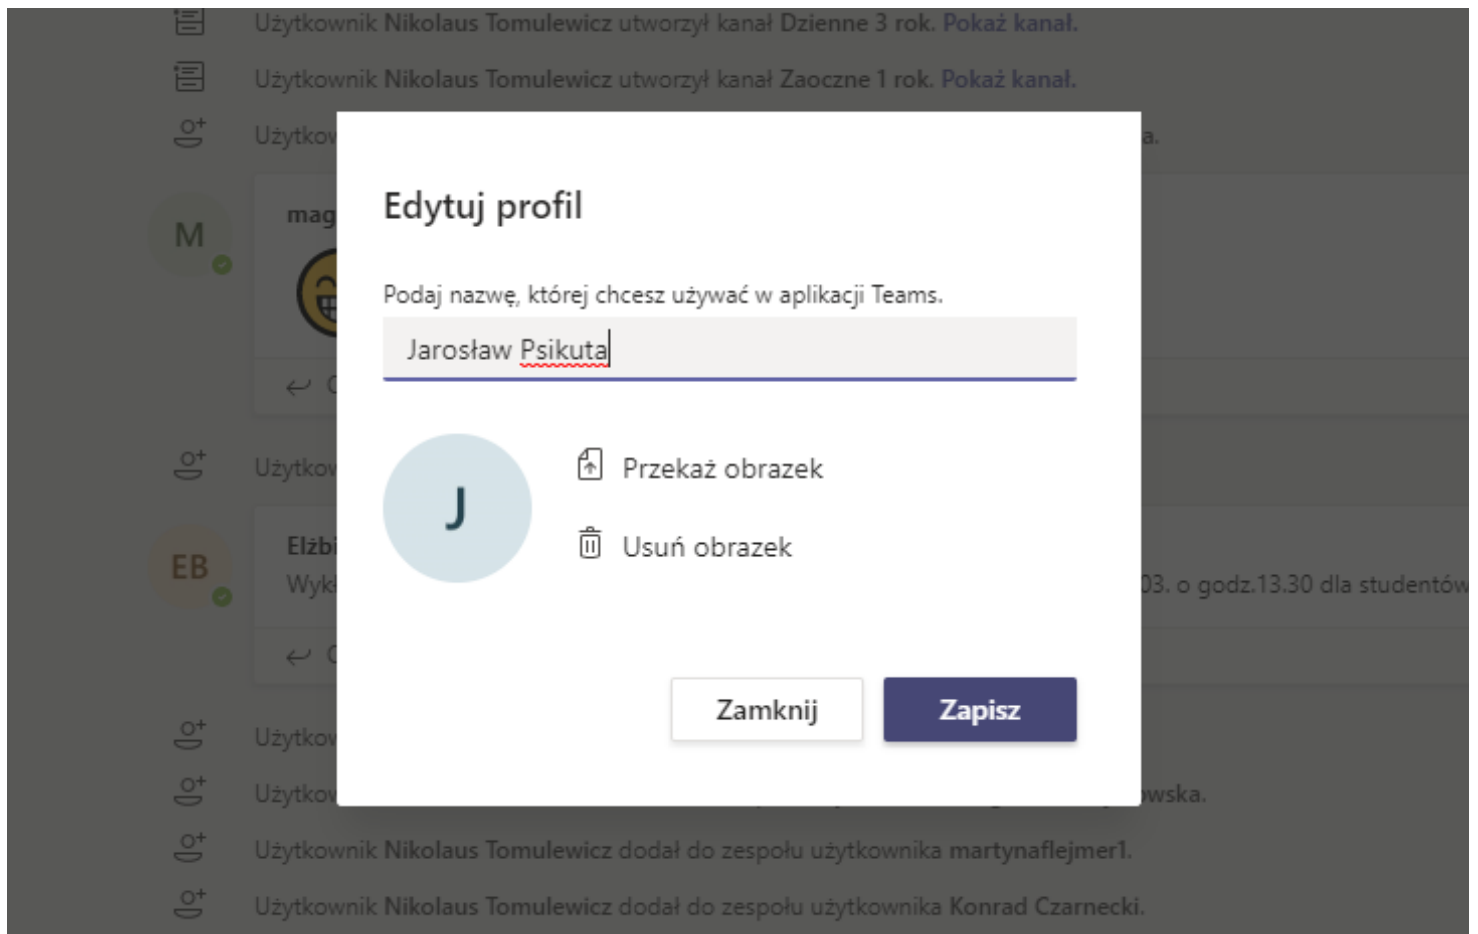 Użytkownik Nikolaus Tomulewicz utworzył kanał Dzienne 3 rok. Pokaż kanał.
Użytkownik Nikolaus Tomulewicz utworzył kanał Zaoczne 1 rok. Pokaż kanał.
a.
M
Edytuj profil
Podaj nazwę, której chcesz używać w aplikacji Teams.
Jarosław Psikuta
J
Przekaż obrazek
Usuń obrazek
EB
03. o godz.13.30 dla studentów
Zamknij
Zapisz
Użytkownik Nikolaus Tomulewicz dodał do zespołu użytkownika martynaflejmer1.
Użytkownik Nikolaus Tomulewicz dodał do zespołu użytkownika Konrad Czarnecki.